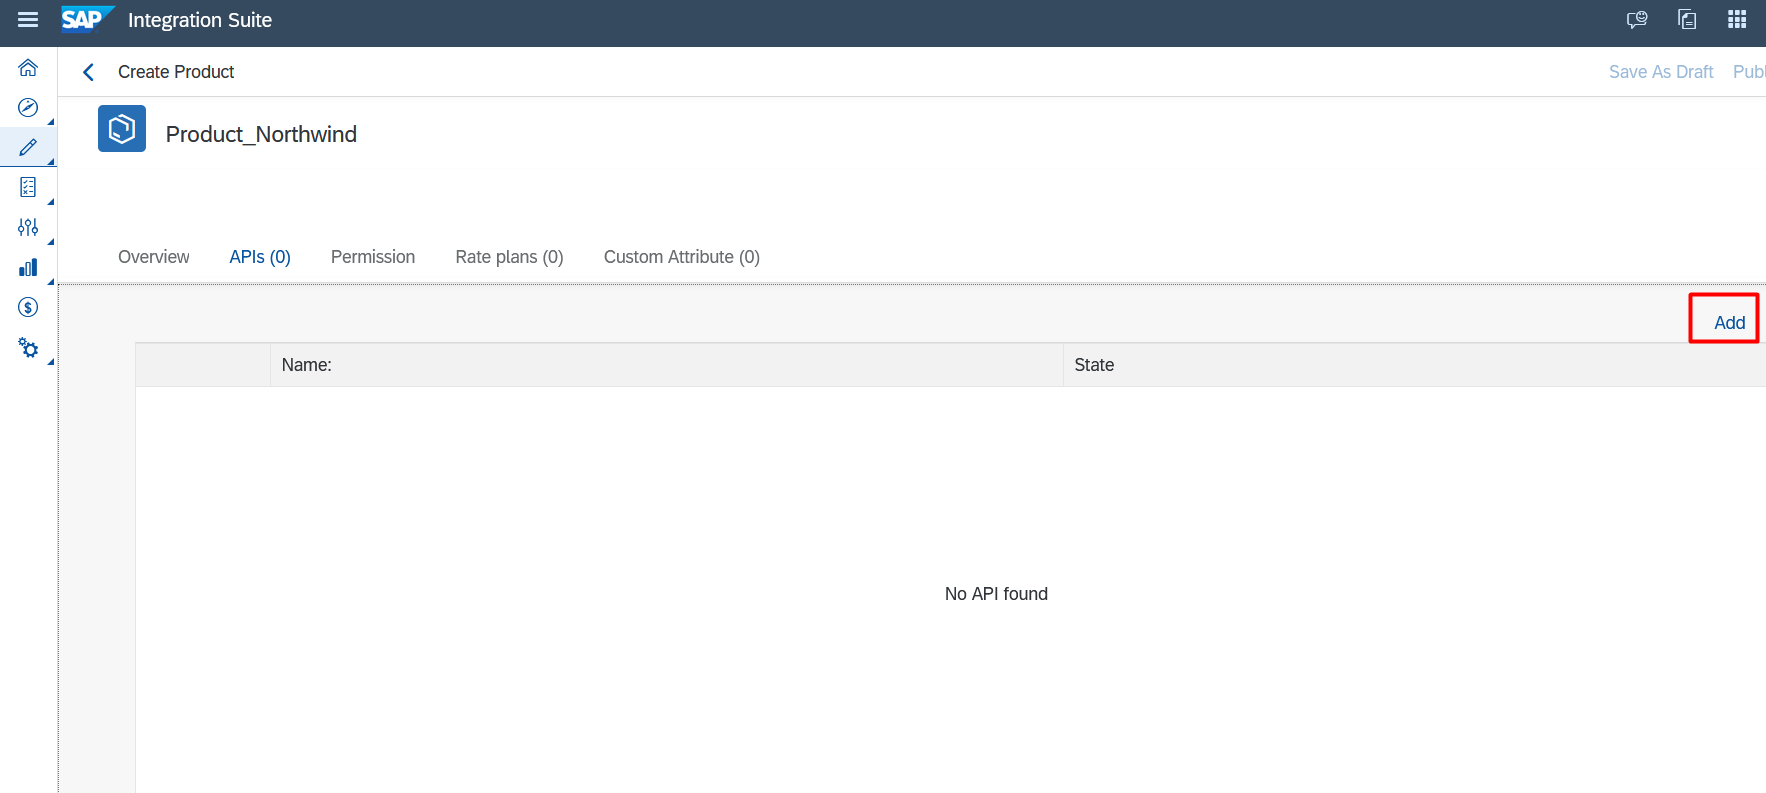 SAP Integration Suite
Create Product
Save As Draft Publ
Product_Northwind
Overview APIs (0) Permission Rate plans (0) Custom Attribute (0)
Add
Name: State
No API found